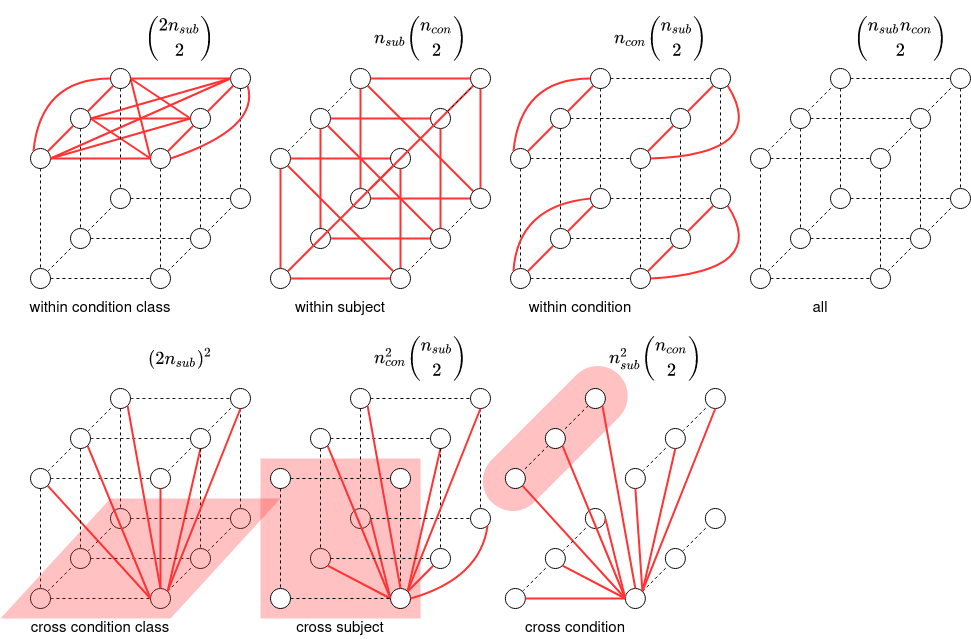 $\binom{2n_{sub}}{2}$
$n_{sub}\binom{n_{con}}{2}$
$n_{con}\binom{n_{sub}}{2}$
$\binom{n_{sub}n_{con}}{2}$
within condition class
within subject
within condition
all
$(2n_{sub})^2$
$n_{con}^2\binom{n_{sub}}{2}$
$n_{sub}^2\binom{n_{con}}{2}$
cross condition class
cross subject
cross condition